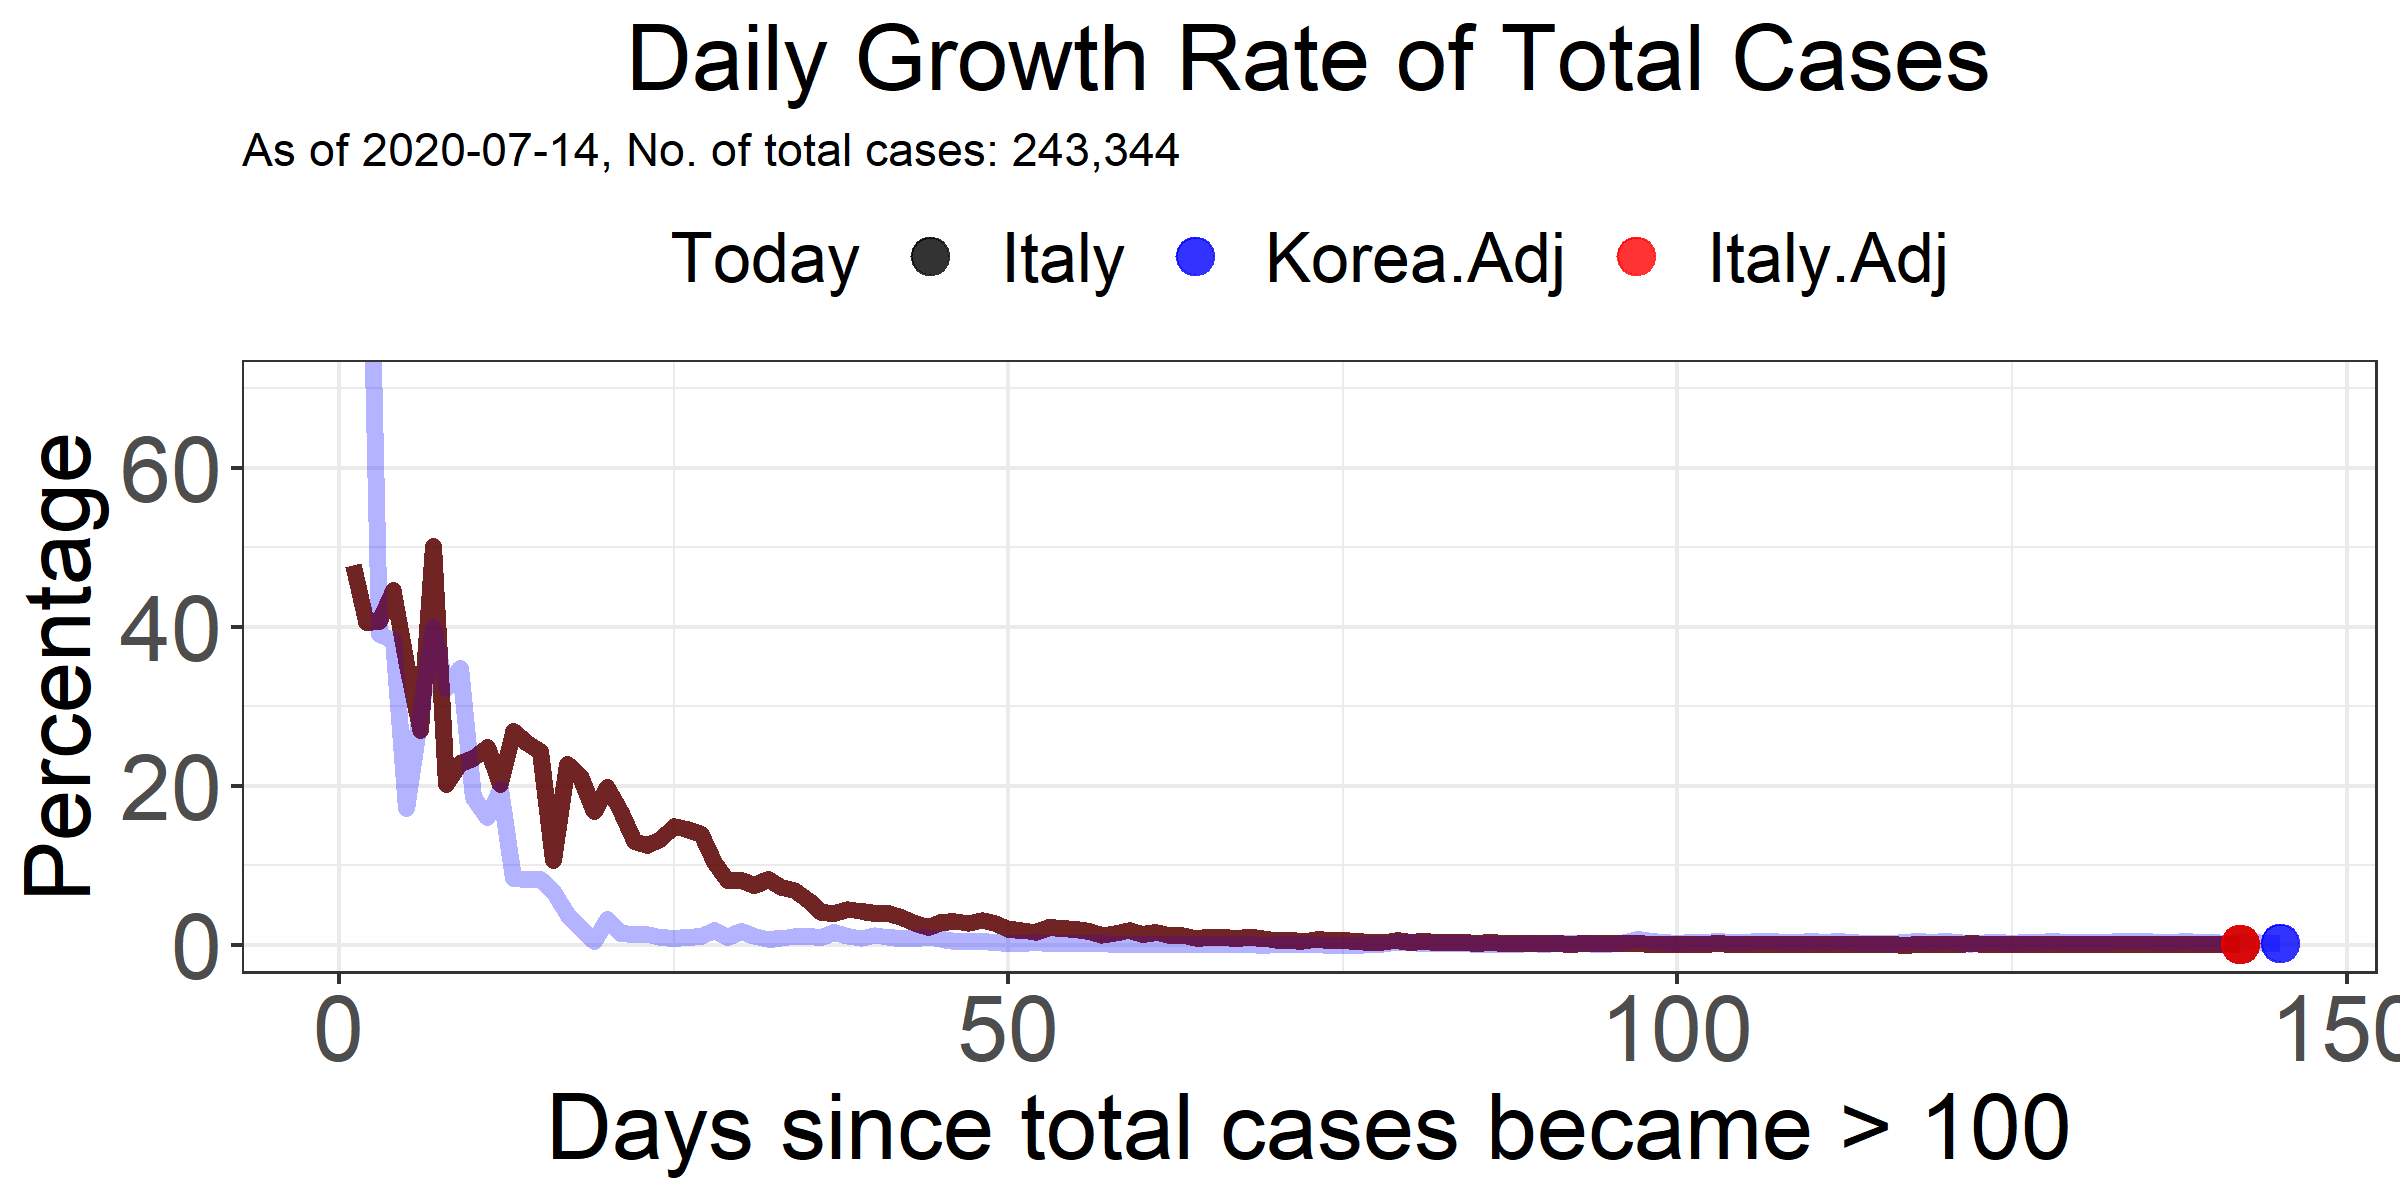 Daily Growth Rate of Total Cases
As of 2020-07-14, No. of total cases: 243,344
Today Italy Korea.Adj Italy.Adj
Percentage
60
40
20
0
0 50 100 150
Days since total cases became > 100